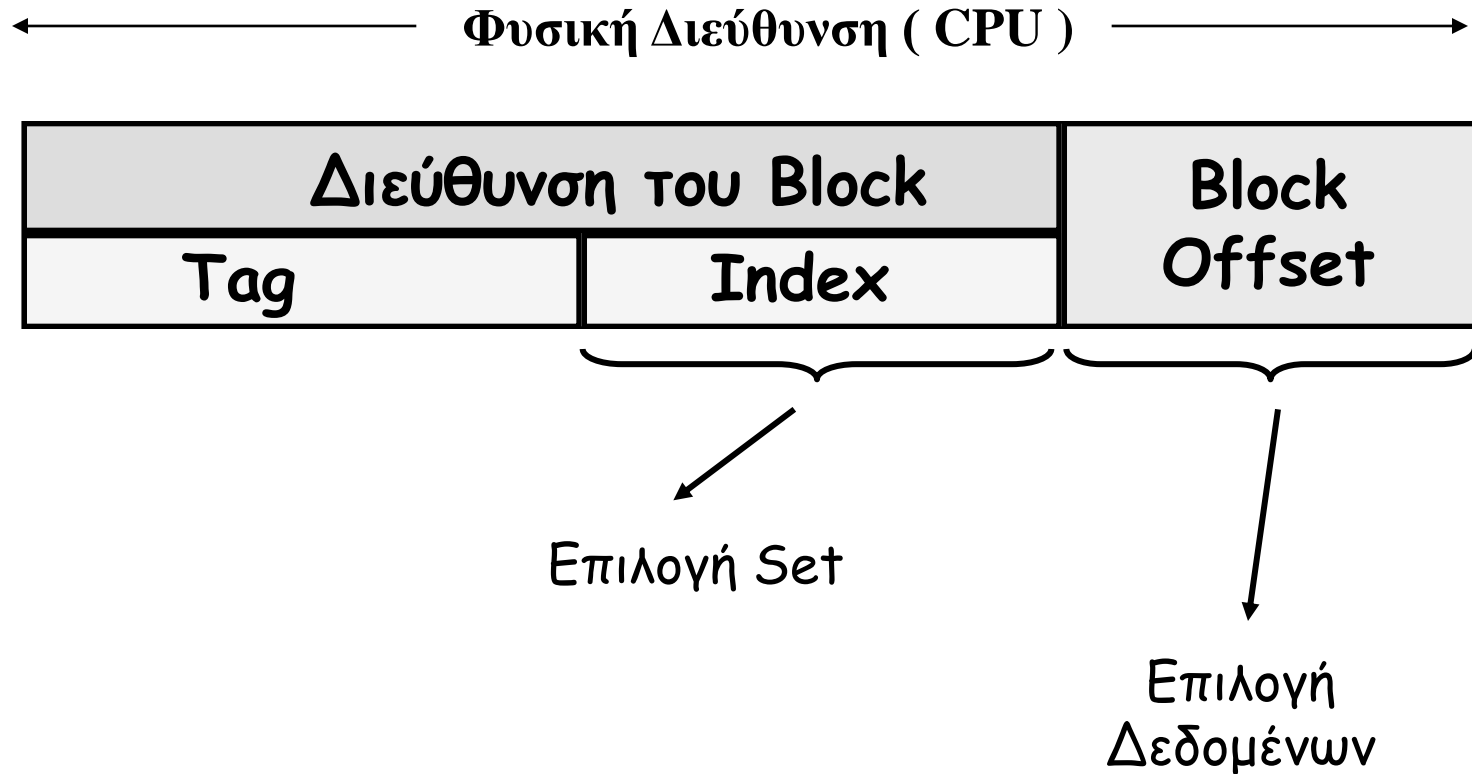 Φυσική Διεύθυνση ( CPU )
Διεύθυνση του Block
Block
Offset
Tag
Index
Επιλογή Set
Επιλογή
Δεδομένων